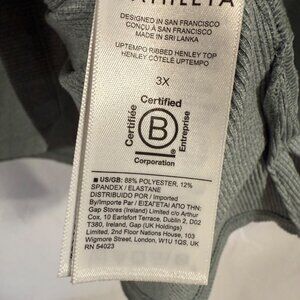 ATHLETA
DESIGNED IN SAN FRANCISCO
CONÇU À SAN FRANCISCO
MADE IN SRI LANKA
UPTEMPO RIBBED HENLEY TOP
HENLEY CÔTELÉ UPTEMPO
3X
Certified
Certifiée
B
Entreprise
Corporation
■ US/GB: 88% POLYESTER, 12%
SPANDEX / ELASTANE
DISTRIBUIDO POR / Imported
By/Importe Par / ΕΙΣΑΓΕΤΑΙ ΑΠΟ ΤΗΝ:
Gap Stores (Ireland) Limited c/o Arthur
Cox, 10 Earlsfort Terrace, Dublin 2, D02
T380, Ireland, Gap (UK Holdings)
Limited, 2nd Floor Nations House, 103
Wigmore Street, London, W1U 1QS, UK
RN 54023